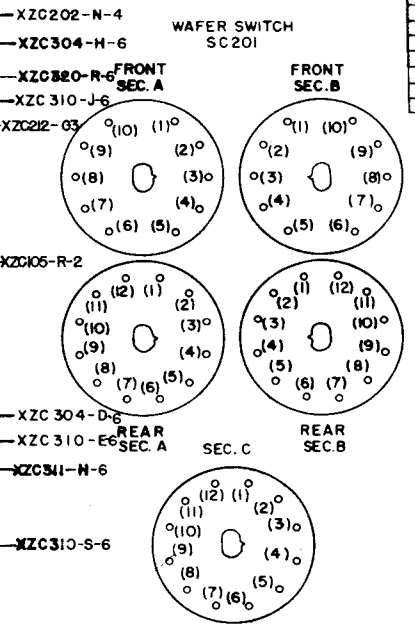 XZC202-N-4
WAFER SWITCH
SC201
XZC304-H-6
XZC320-R-6
FRONT
SEC. A
FRONT
SEC.B
XZC 310-J-6
XZC212-G3
(10) (1)
(9) (2)
(8) (3)
(7) (4)
(6) (5)
(1) (10)
(2) (9)
(3) (8)
(4) (7)
(5) (6)
XZC105-R-2
(12) (1)
(11) (2)
(10) (3)
(9) (4)
(8) (5)
(7) (6)
(1) (12)
(2) (11)
(3) (10)
(4) (9)
(5) (8)
(6) (7)
XZC 304-D-6
XZC 310-E6
REAR
SEC. A
REAR
SEC.B
SEC. C
XZC311-H-6
XZC310-S-6
(12) (1)
(11) (2)
(10) (3)
(9) (4)
(8) (5)
(7) (6)